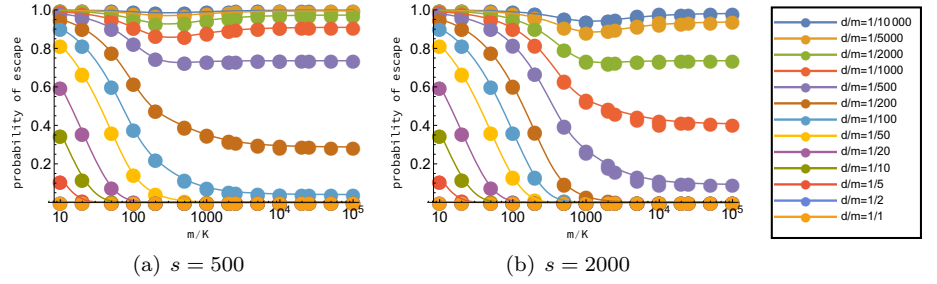 probability of escape
1.0
0.8
0.6
0.4
0.2
10
100
1000
10^4
10^5
m/K
(a) s = 500
probability of escape
1.0
0.8
0.6
0.4
0.2
10
100
1000
10^4
10^5
m/K
(b) s = 2000
d/m=1/10 000
d/m=1/5000
d/m=1/2000
d/m=1/1000
d/m=1/500
d/m=1/200
d/m=1/100
d/m=1/50
d/m=1/20
d/m=1/10
d/m=1/5
d/m=1/2
d/m=1/1